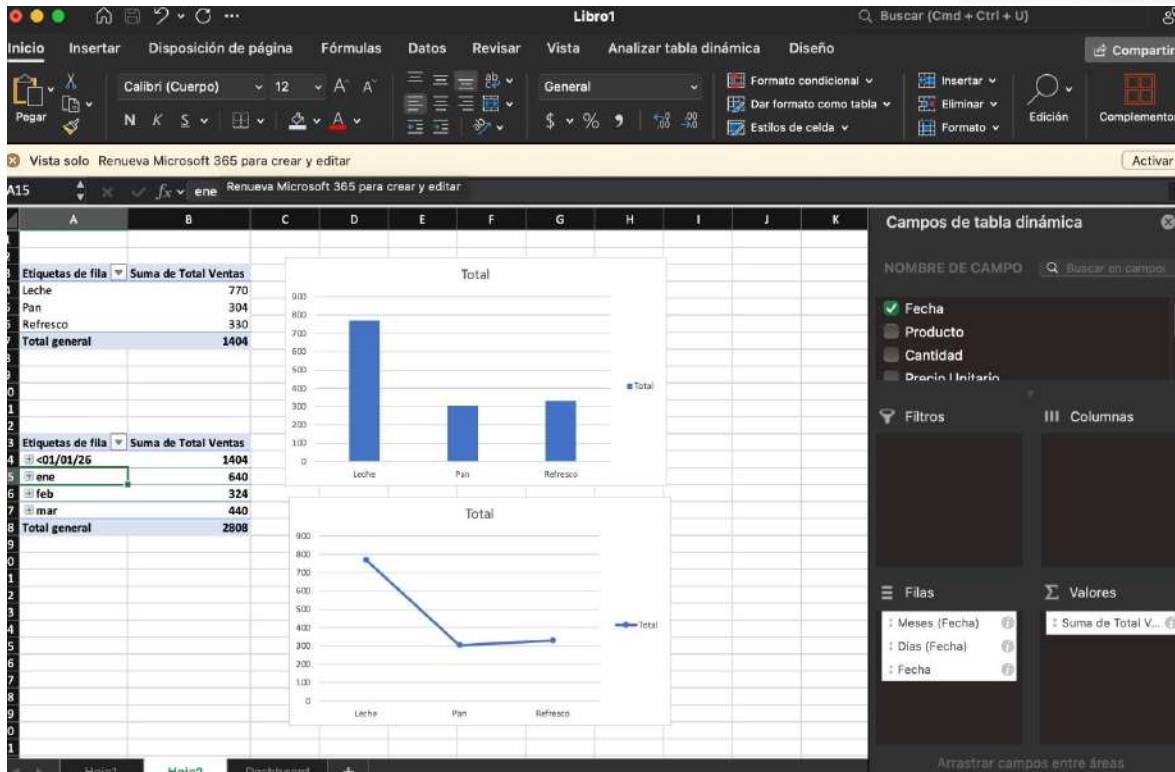 Libro1
Buscar (Cmd + Ctrl + U)
Inicio Insertar Disposición de página Fórmulas Datos Revisar Vista Analizar tabla dinámica Diseño
Compartir
Pegar
Calibri (Cuerpo) 12 A^ A˅
N K S A
ab
General
$ % 9
Formato condicional
Dar formato como tabla
Estilos de celda
Insertar
Eliminar
Formato
Edición
Complementos
Vista solo Renueva Microsoft 365 para crear y editar
Activar
A15 fx ene
Renueva Microsoft 365 para crear y editar
A B C D E F G H I J K
Etiquetas de fila Suma de Total Ventas
Leche 770
Pan 304
Refresco 330
Total general 1404
Etiquetas de fila Suma de Total Ventas
<01/01/26 1404
ene 640
feb 324
mar 440
Total general 2808
Total
900
800
700
600
500
400
300
200
100
0
Leche Pan Refresco
Total
Total
900
800
700
600
500
400
300
200
100
0
Leche Pan Refresco
Total
Campos de tabla dinámica
NOMBRE DE CAMPO
Buscar en campos
Fecha
Producto
Cantidad
Precio Unitario
Filtros
Columnas
Filas
Valores
Meses (Fecha)
Días (Fecha)
Fecha
Suma de Total V...
Arrastrar campos entre áreas
Hoja1 Hoja2 Dashboard +